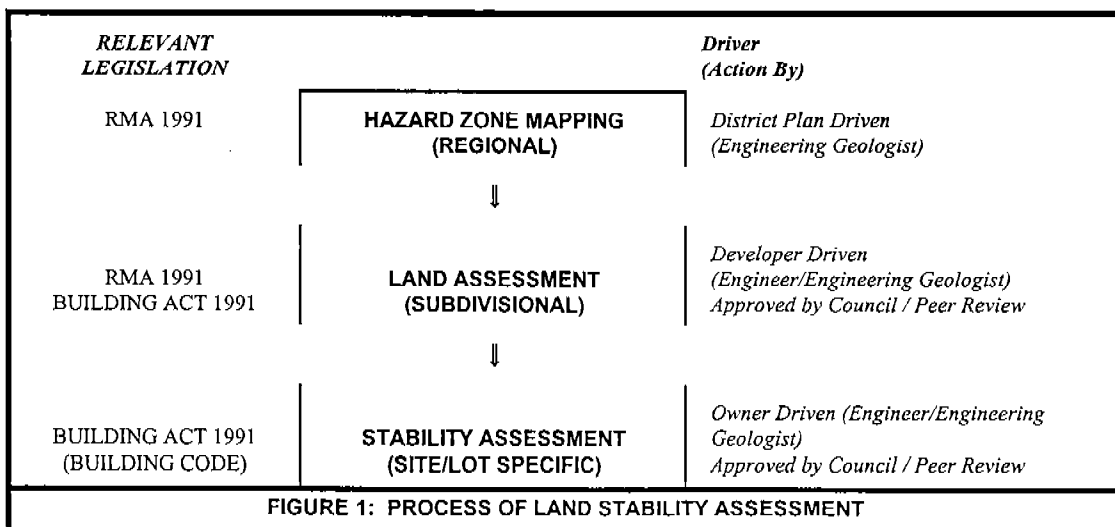 RELEVANT
LEGISLATION
Driver
(Action By)
RMA 1991
HAZARD ZONE MAPPING
(REGIONAL)
District Plan Driven
(Engineering Geologist)
⇓
RMA 1991
BUILDING ACT 1991
LAND ASSESSMENT
(SUBDIVISIONAL)
Developer Driven
(Engineer/Engineering Geologist)
Approved by Council / Peer Review
⇓
BUILDING ACT 1991
(BUILDING CODE)
STABILITY ASSESSMENT
(SITE/LOT SPECIFIC)
Owner Driven (Engineer/Engineering
Geologist)
Approved by Council / Peer Review
FIGURE 1: PROCESS OF LAND STABILITY ASSESSMENT